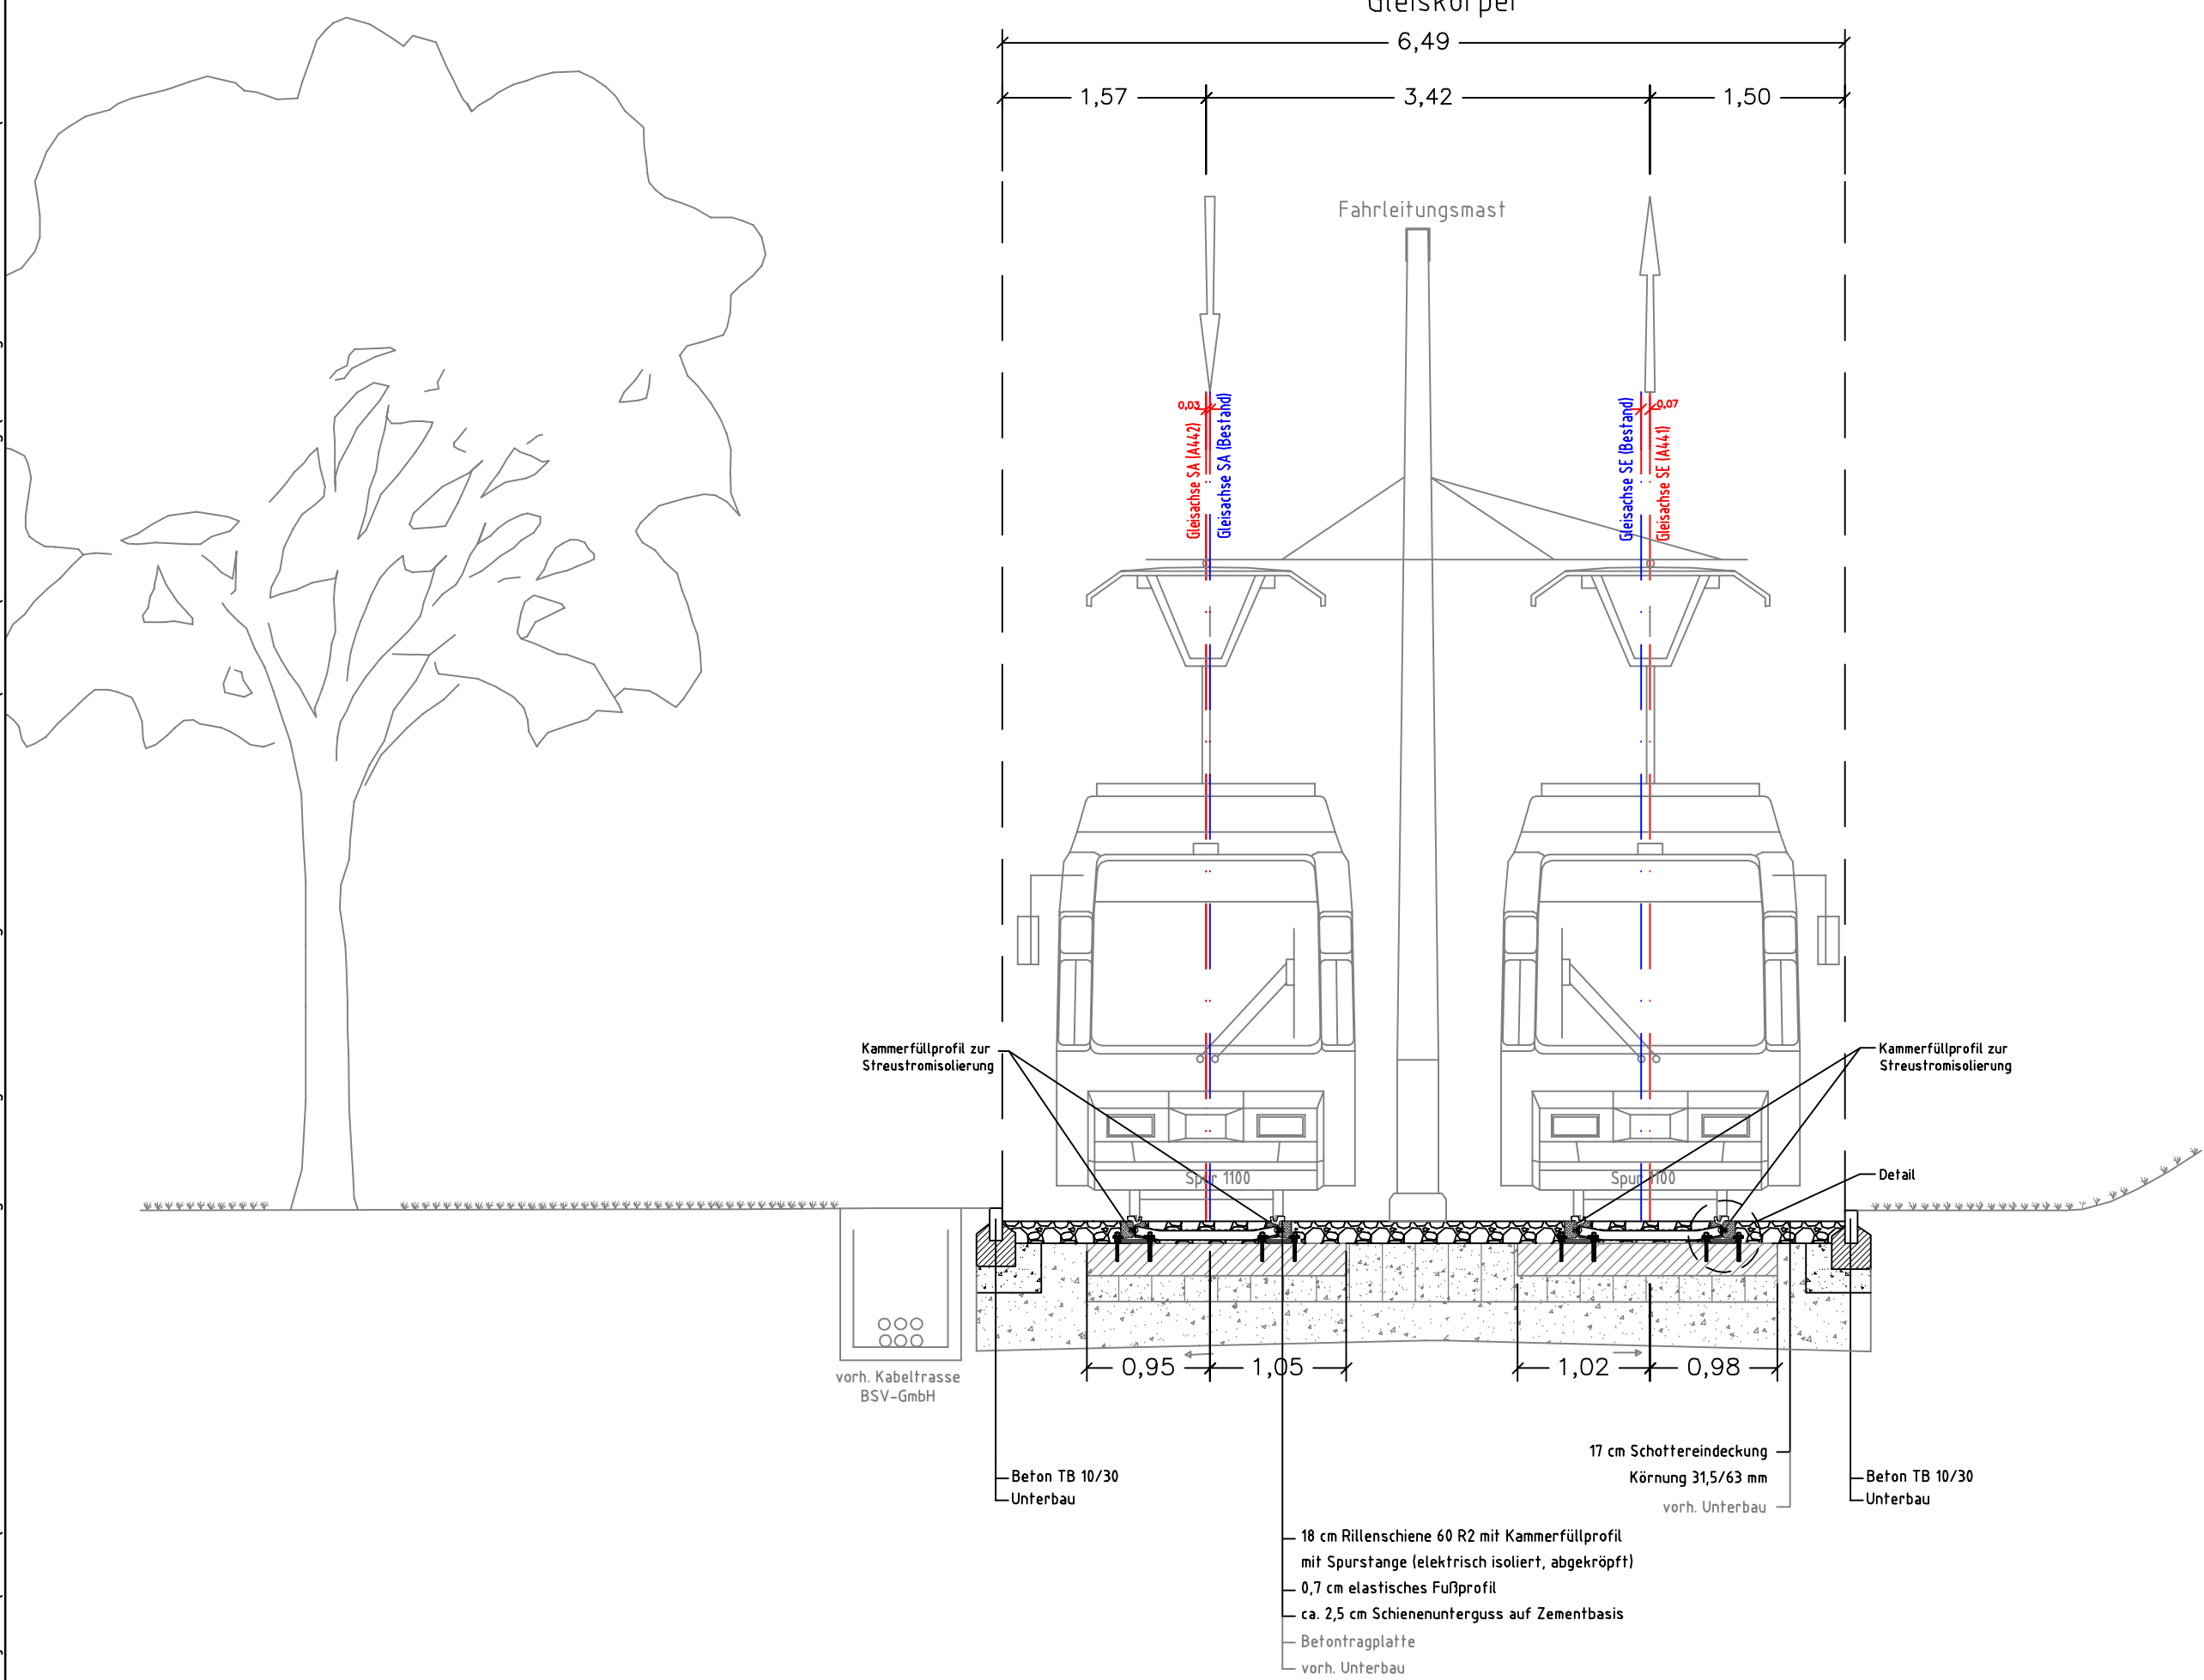 Gleiskörper
6,49
1,57
3,42
1,50
Fahrleitungsmast
0,03
Gleisachse SA (A442)
Gleisachse SA (Bestand)
Gleisachse SE (Bestand)
0,07
Gleisachse SE (A441)
Kammerfüllprofil zur
Streustromisolierung
Kammerfüllprofil zur
Streustromisolierung
Spur 1100
Spur 1100
Detail
0,95
1,05
1,02
0,98
vorh. Kabeltrasse
BSV-GmbH
17 cm Schottereindeckung
Körnung 31,5/63 mm
vorh. Unterbau
Beton TB 10/30
Unterbau
Beton TB 10/30
Unterbau
18 cm Rillenschiene 60 R2 mit Kammerfüllprofil
mit Spurstange (elektrisch isoliert, abgekröpft)
0,7 cm elastisches Fußprofil
ca. 2,5 cm Schienenunterguss auf Zementbasis
Betontragplatte
vorh. Unterbau